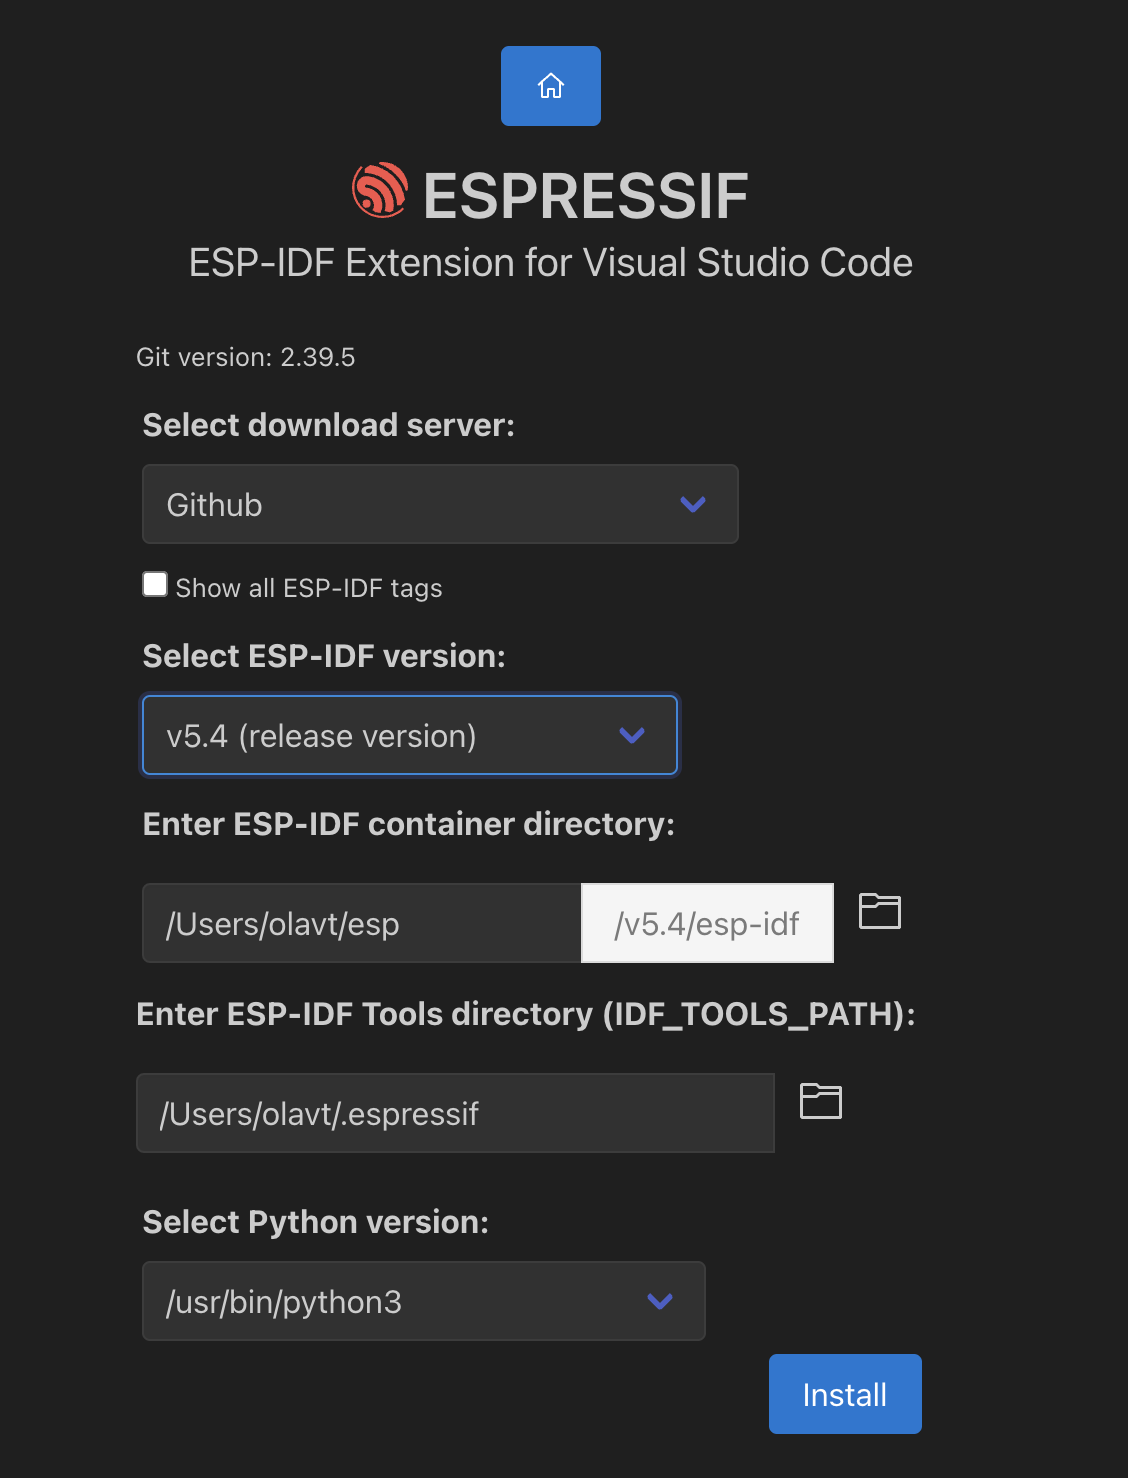 ESPRESSIF
ESP-IDF Extension for Visual Studio Code
Git version: 2.39.5
Select download server:
Github
Show all ESP-IDF tags
Select ESP-IDF version:
v5.4 (release version)
Enter ESP-IDF container directory:
/Users/olavt/esp /v5.4/esp-idf
Enter ESP-IDF Tools directory (IDF_TOOLS_PATH):
/Users/olavt/.espressif
Select Python version:
/usr/bin/python3
Install